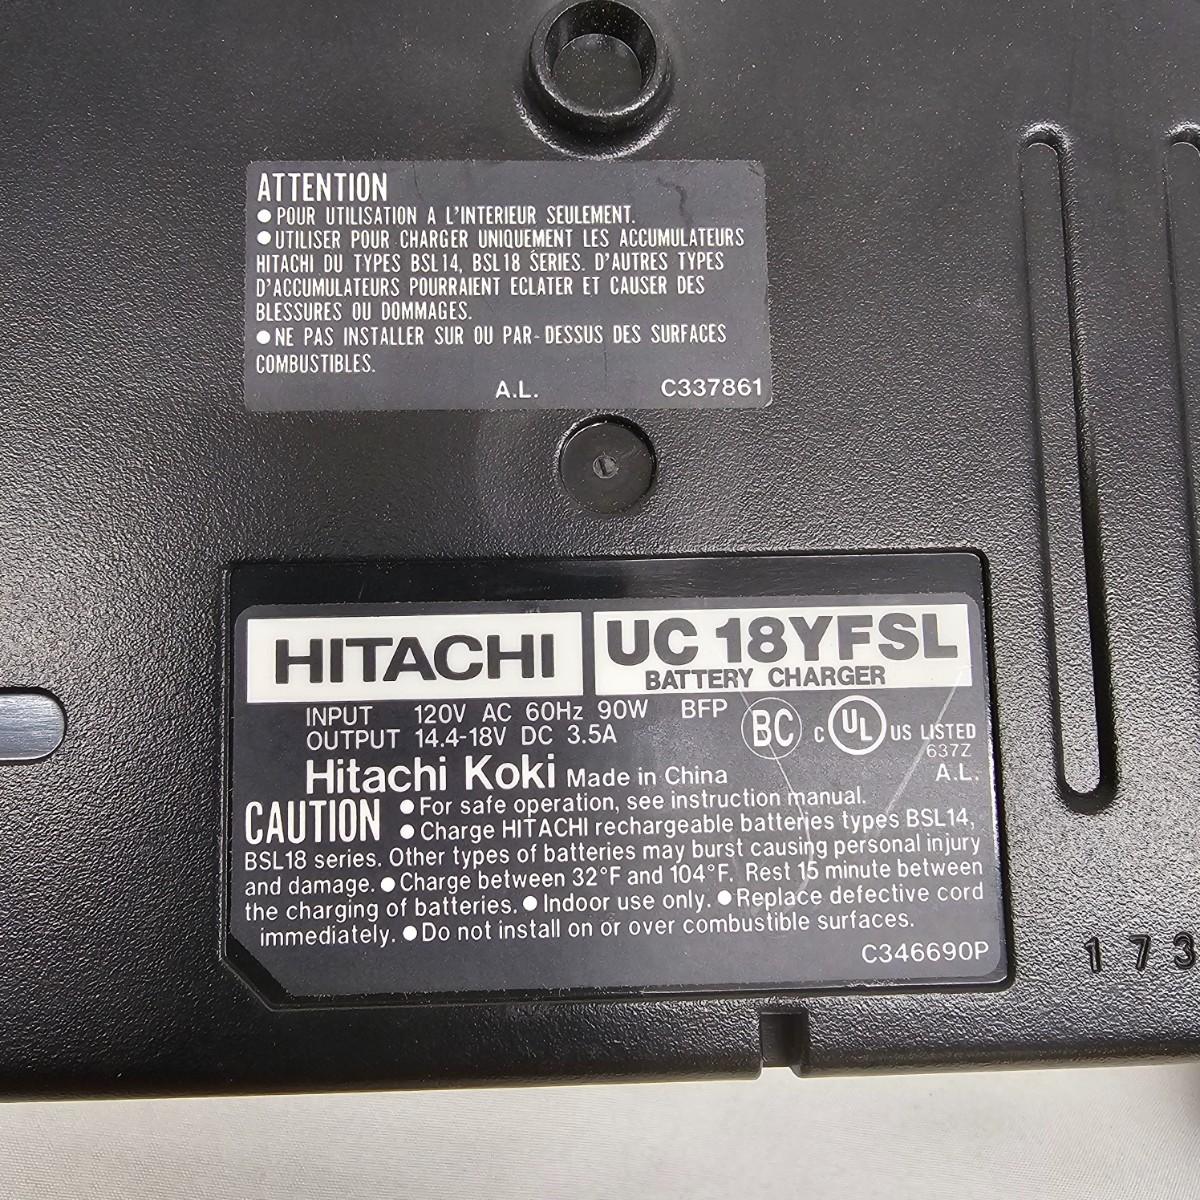 ATTENTION
● POUR UTILISATION A L'INTERIEUR SEULEMENT.
● UTILISER POUR CHARGER UNIQUEMENT LES ACCUMULATEURS
HITACHI DU TYPES BSL14, BSL18 SERIES. D'AUTRES TYPES
D'ACCUMULATEURS POURRAIENT ECLATER ET CAUSER DES
BLESSURES OU DOMMAGES.
● NE PAS INSTALLER SUR OU PAR-DESSUS DES SURFACES
COMBUSTIBLES.
A.L. C337861
HITACHI UC 18YFSL
BATTERY CHARGER
INPUT 120V AC 60Hz 90W BFP
OUTPUT 14.4-18V DC 3.5A
BC C UL US LISTED
637Z
A.L.
Hitachi Koki Made in China
CAUTION ● For safe operation, see instruction manual.
● Charge HITACHI rechargeable batteries types BSL14,
BSL18 series. Other types of batteries may burst causing personal injury
and damage. ● Charge between 32°F and 104°F. Rest 15 minute between
the charging of batteries. ● Indoor use only. ● Replace defective cord
immediately. ● Do not install on or over combustible surfaces.
C346690P
173